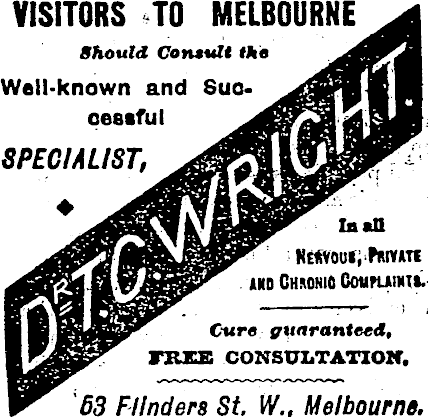 VISITORS TO MELBOURNE
Should Consult the
Well-known and Suc-
cessful
SPECIALIST,
DR. T.C. WRIGHT.
In all
NERVOUS, PRIVATE
AND CHRONIC COMPLAINTS.
Cure guaranteed,
FREE CONSULTATION,
53 Flinders St. W., Melbourne.